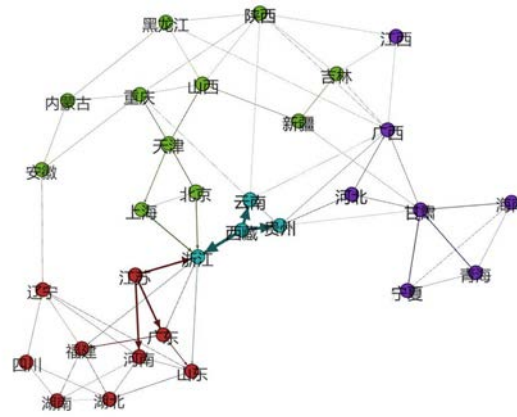 黑龙江
陕西
江西
吉林
内蒙古
重庆
山西
新疆
广西
天津
安徽
上海
北京
云南
河北
甘肃
西藏
贵州
浙江
江苏
宁夏
青海
辽宁
广东
福建
河南
四川
山东
湖南
湖北